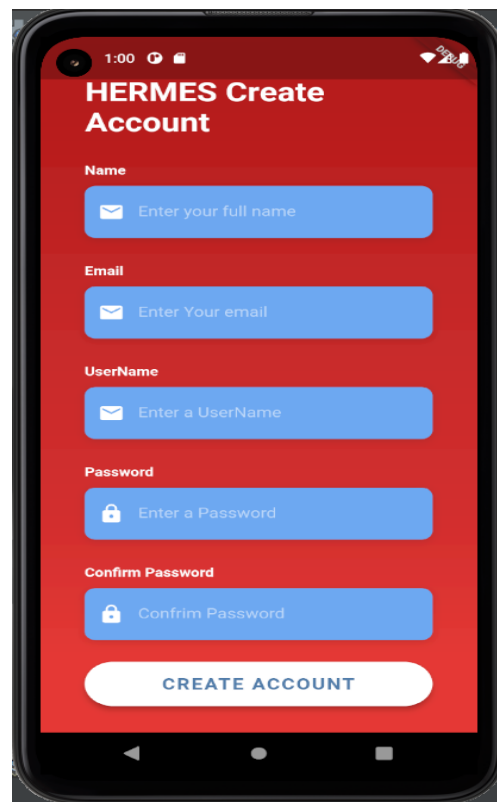 1:00
DEBUG
HERMES Create
Account
Name
Enter your full name
Email
Enter Your email
UserName
Enter a UserName
Password
Enter a Password
Confirm Password
Confrim Password
CREATE ACCOUNT